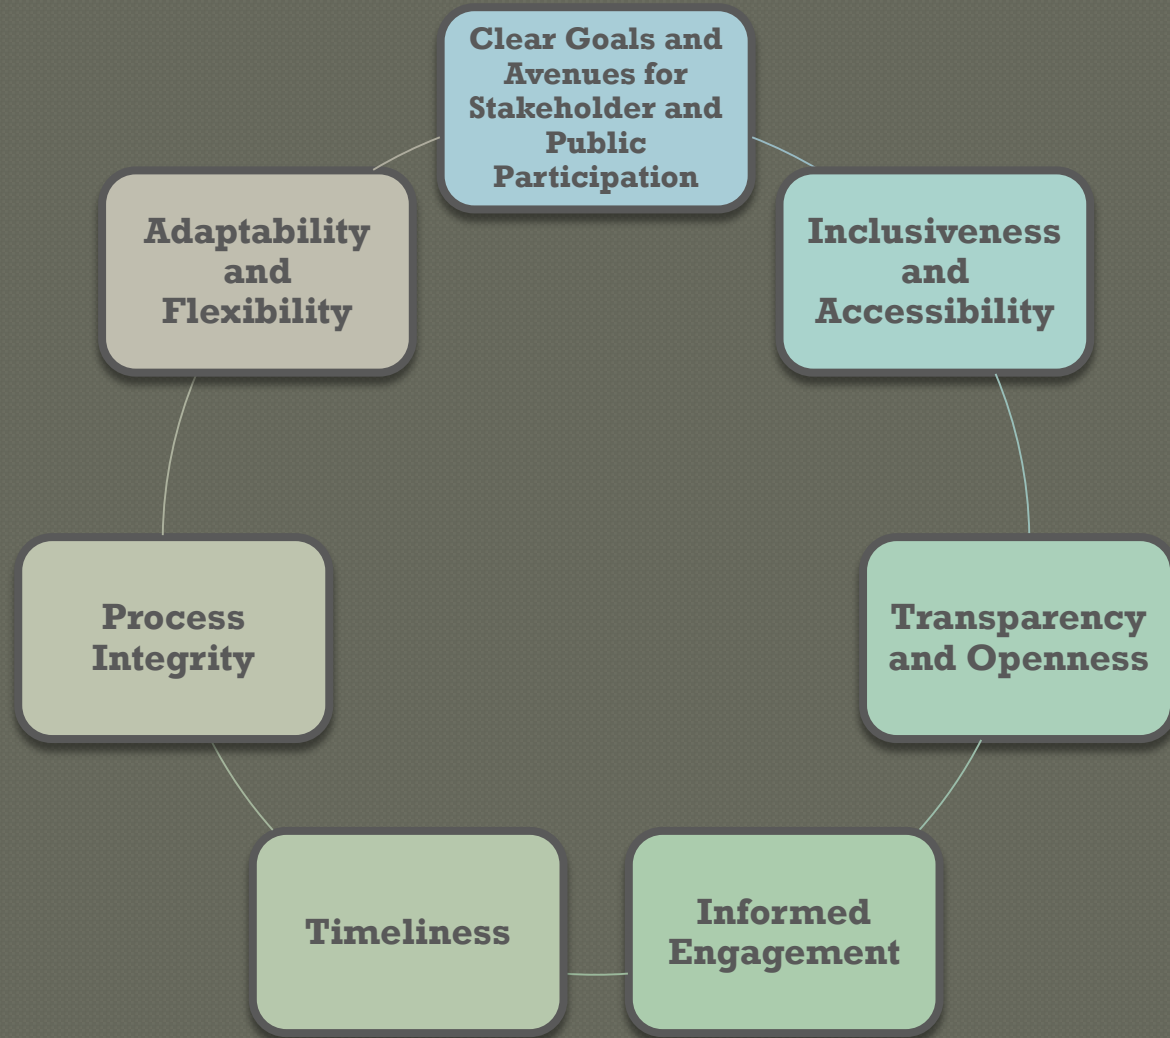 Clear Goals and
Avenues for
Stakeholder and
Public
Participation
Inclusiveness
and
Accessibility
Transparency
and Openness
Informed
Engagement
Timeliness
Process
Integrity
Adaptability
and
Flexibility